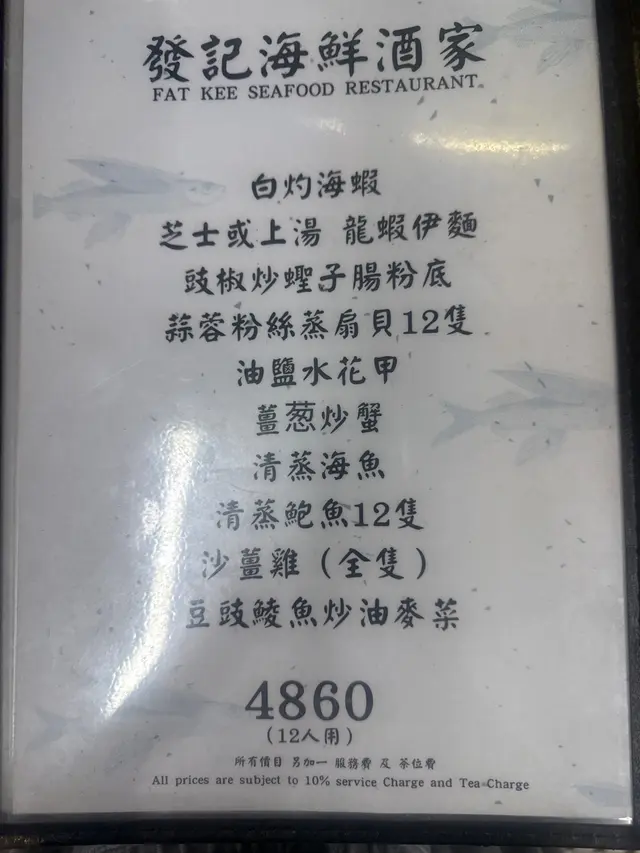 發記海鮮酒家
FAT KEE SEAFOOD RESTAURANT
白灼海蝦
芝士或上湯 龍蝦伊麵
豉椒炒蟶子腸粉底
蒜蓉粉絲蒸扇貝12隻
油鹽水花甲
薑葱炒蟹
清蒸海魚
清蒸鮑魚12隻
沙薑雞（全隻）
豆豉鯪魚炒油麥菜
4860
（12人用）
所有價目 另加一 服務費 及 茶位費
All prices are subject to 10% service Charge and Tea Charge